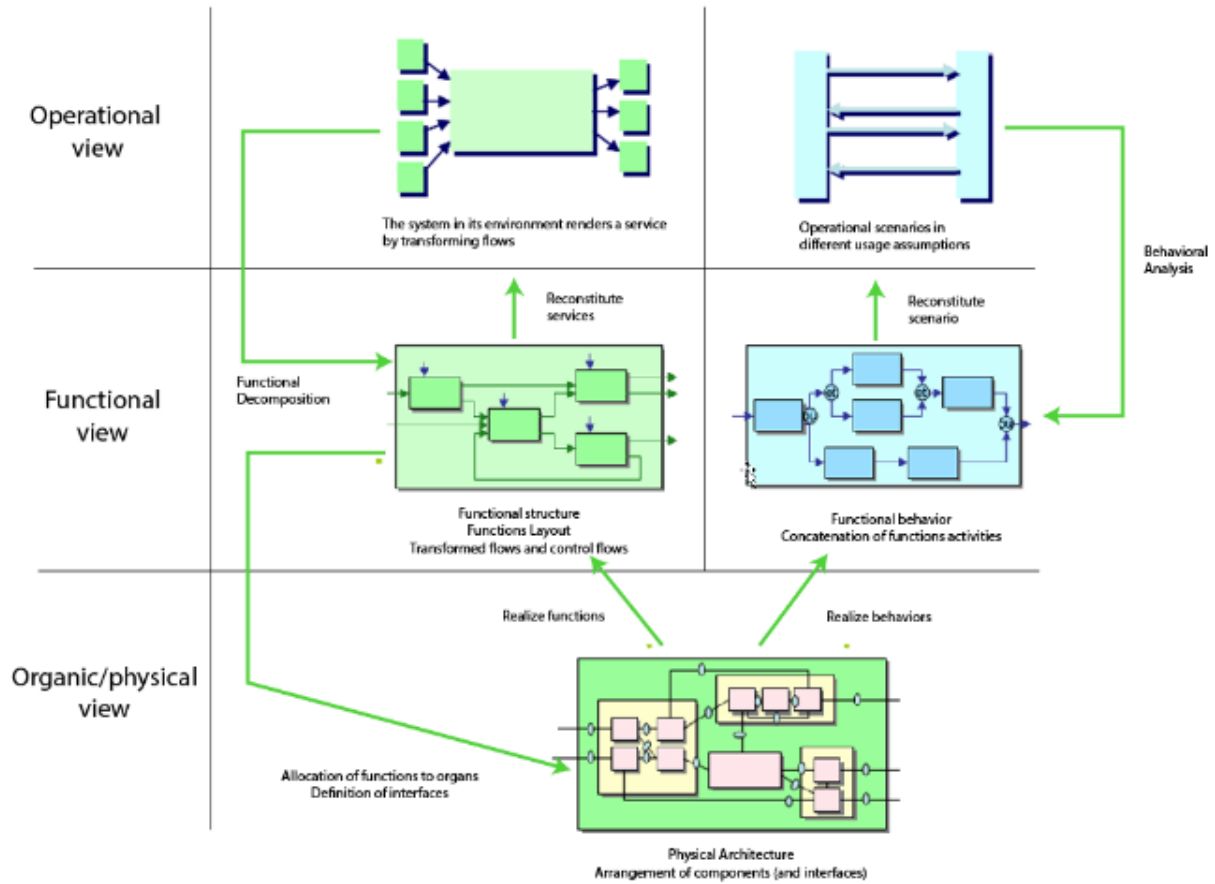 Operational
view
The system in its environment renders a service
by transforming flows
Operational scenarios in
different usage assumptions
Behavioral
Analysis
Reconstitute
services
Reconstitute
scenario
Functional
view
Functional
Decomposition
Functional structure
Functions Layout
Transformed flows and control flows
Functional behavior
Concatenation of functions activities
Realize functions
Realize behaviors
Organic/physical
view
Allocation of functions to organs
Definition of interfaces
Physical Architecture
Arrangement of components (and interfaces)